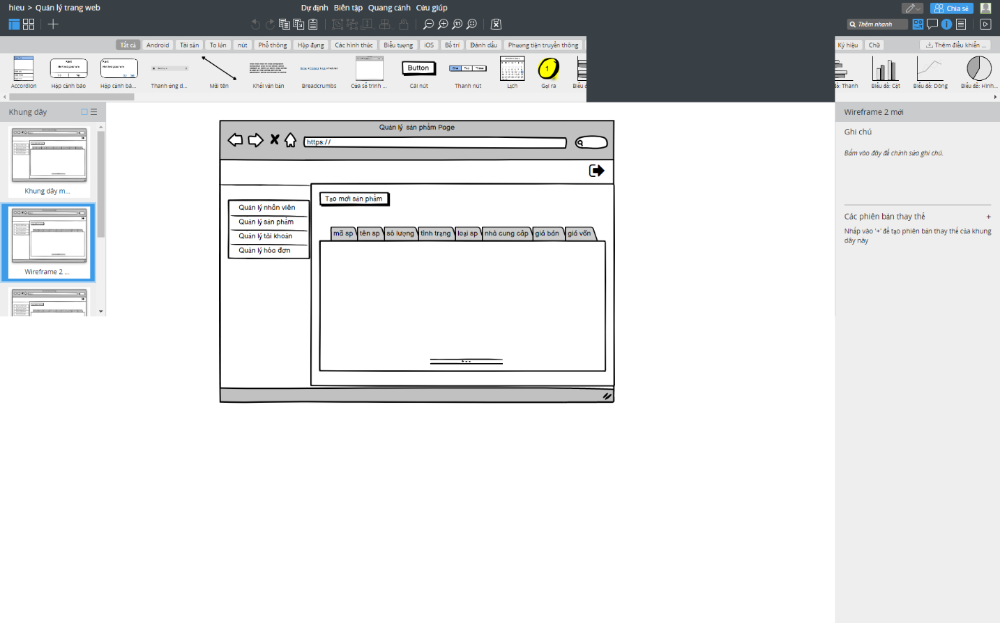 hieu > Quản lý trang web
Dự định Biên tập Quang cảnh Cứu giúp
Chia sẻ
Thêm nhanh
Tất cả Android Tài sản To lớn nút Phổ thông Hộp đựng Các hình thức Biểu tượng iOS Bố trí Đánh dấu Phương tiện truyền thông
Ký hiệu Chữ Thêm điều khiển ...
Button
One Two Three
1
Accordion Hộp cảnh báo Hộp cảnh bá... Thanh ứng d... Mũi tên Khối văn bản Breadcrumbs Cửa sổ trình ... Cái nút Thanh nút Lịch Gọi ra
Biểu đồ: Cột Biểu đồ: Dòng Biểu đồ: Hình...
Khung dây
Khung dây m...
Wireframe 2 ...
Quản lý sản phẩm Page
https://
Tạo mới sản phẩm
Quản lý nhân viên
Quản lý sản phẩm
Quản lý tài khoản
Quản lý hóa đơn
mã sp tên sp số lượng tình trạng loại sp nhà cung cấp giá bán giá vốn
Wireframe 2 mới
Ghi chú
Bấm vào đây để chỉnh sửa ghi chú.
Các phiên bản thay thế +
Nhấp vào '+' để tạo phiên bản thay thế của khung
dây này